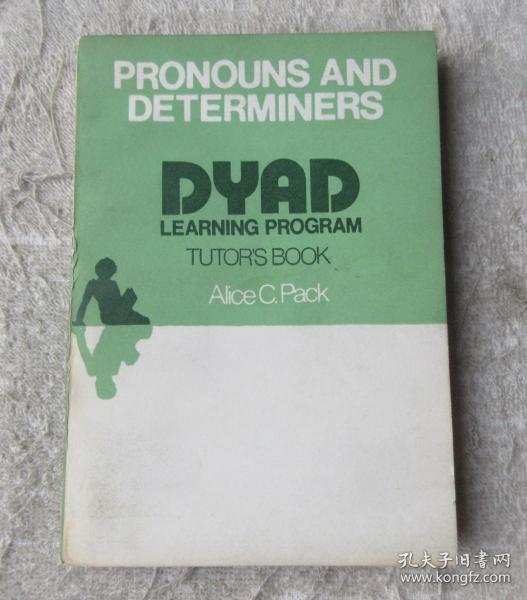 PRONOUNS AND
DETERMINERS
DYAD
LEARNING PROGRAM
TUTOR'S BOOK
Alice C. Pack
孔夫子旧书网
www.kongfz.com